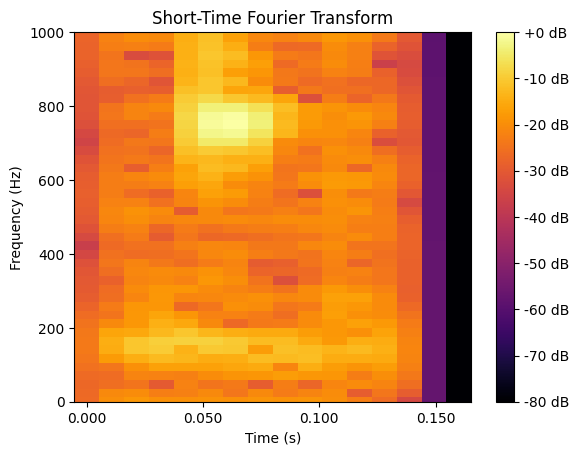 Short-Time Fourier Transform
Frequency (Hz)
1000
800
600
400
200
0
0.000
0.050
0.100
0.150
Time (s)
+0 dB
-10 dB
-20 dB
-30 dB
-40 dB
-50 dB
-60 dB
-70 dB
-80 dB